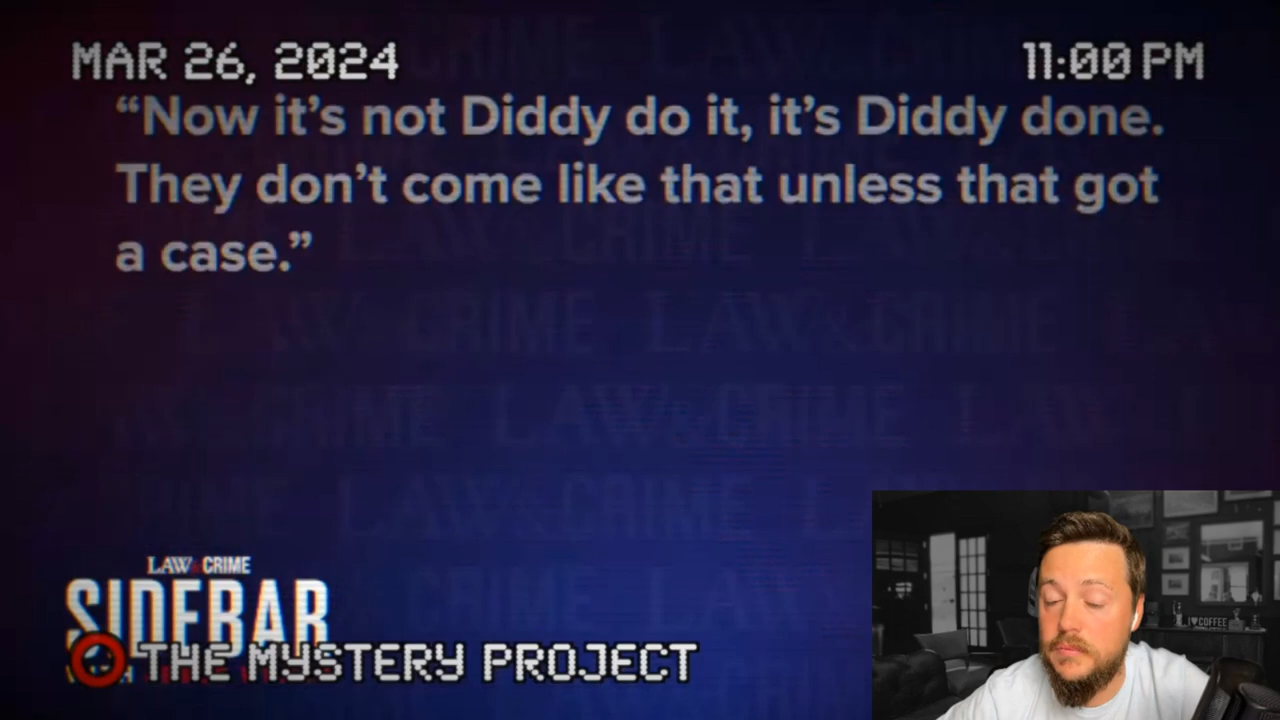 MAR 26, 2024
11:00 PM
“Now it’s not Diddy do it, it’s Diddy done.
They don’t come like that unless that got
a case.”
LAW & CRIME
SIDEBAR
THE MYSTERY PROJECT
I ♥ COFFEE